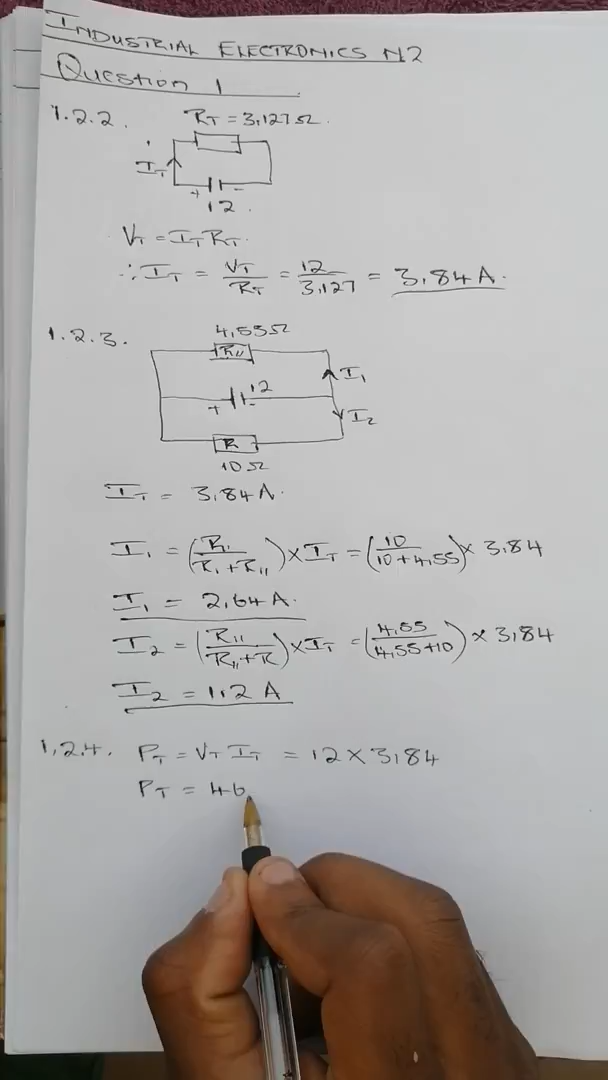 INDUSTRIAL ELECTRONICS N2
Question 1
1.2.2. RT = 3,127Ω.
IT
+ -
12.
VT = ITRT.
∴ IT = VT/RT = 12/3,127 = 3,84A.
1.2.3. 4,55Ω
R11
I1
12
+ -
I2
R
10Ω
IT = 3,84A.
I1 = (R1/R1+R11) × IT = (10/10+4,55) × 3,84
I1 = 2,64A.
I2 = (R11/R11+R) × IT = (4,55/4,55+10) × 3,84
I2 = 1,2 A
1,2,4. PT = VT IT = 12 × 3,84
PT = 46